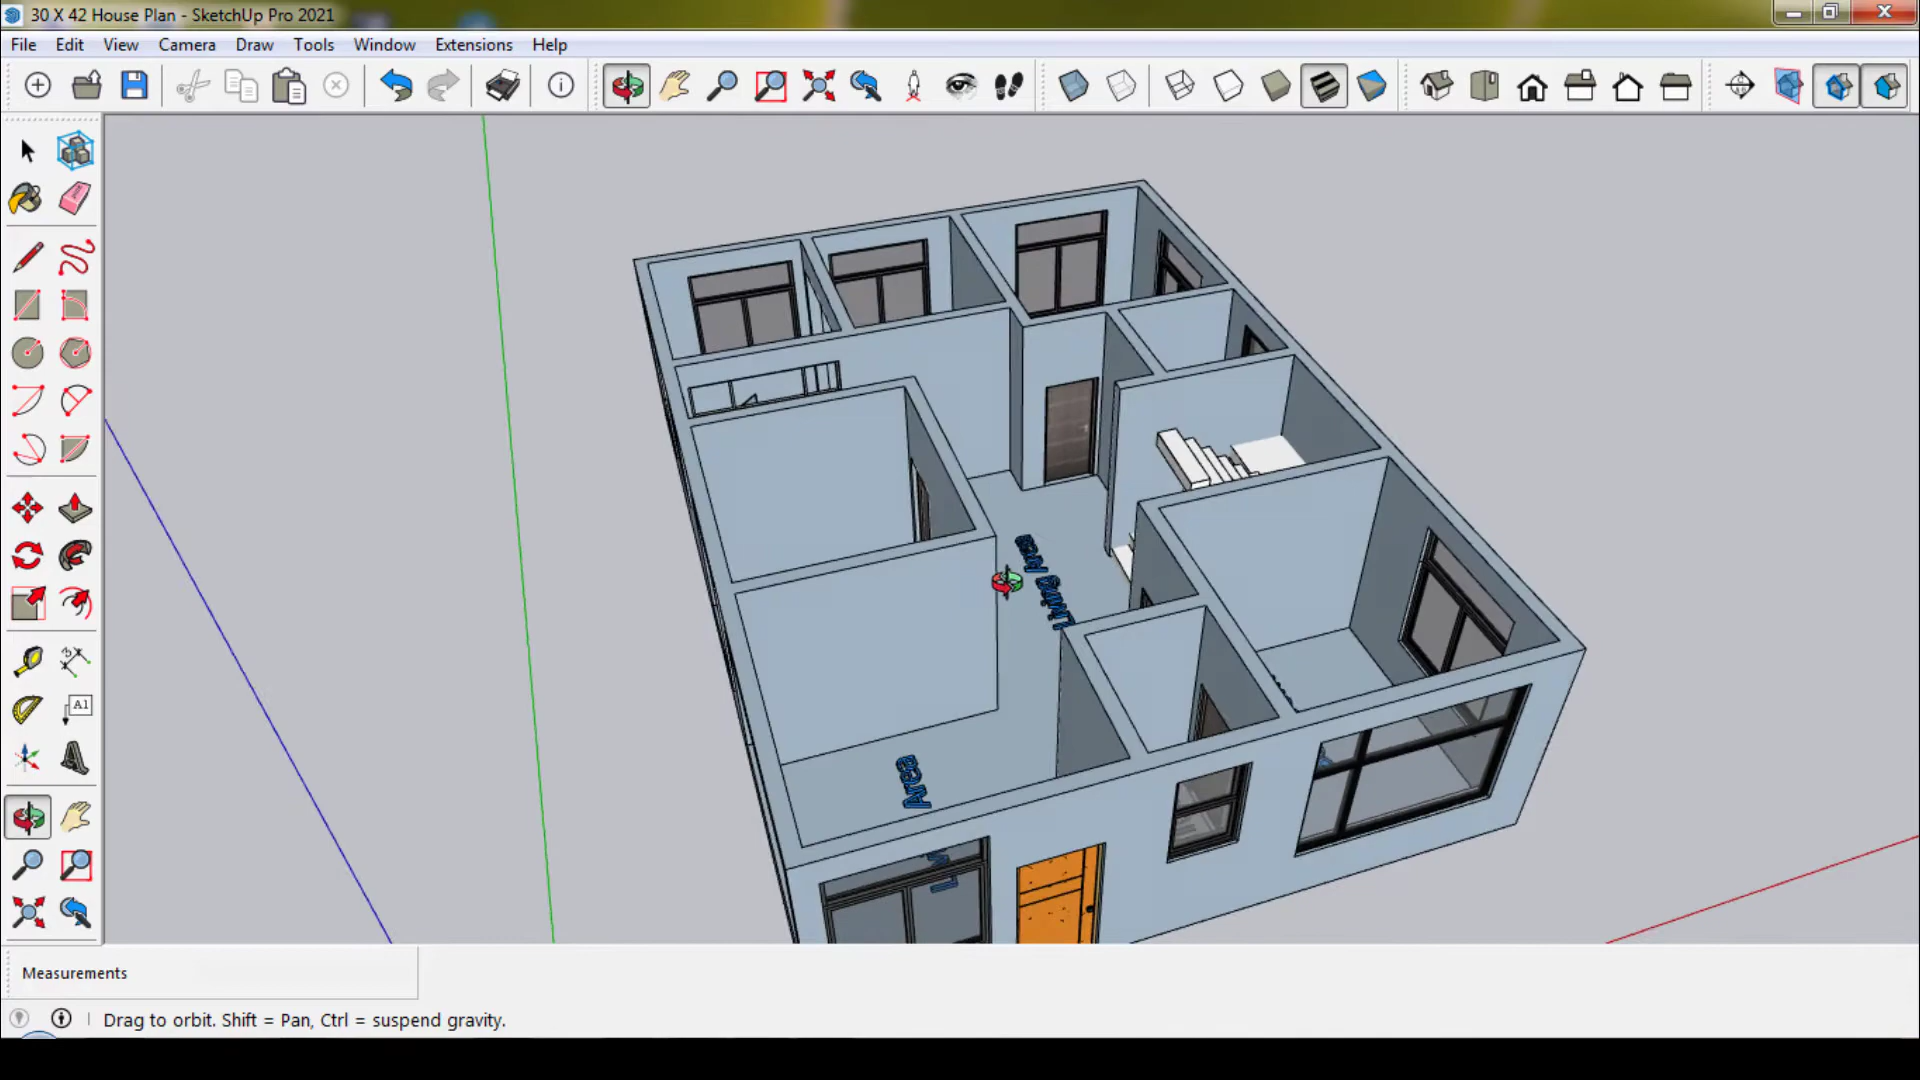 30 X 42 House Plan - SketchUp Pro 2021
File Edit View Camera Draw Tools Window Extensions Help
A1
Living Area
Area
Measurements
Drag to orbit. Shift = Pan, Ctrl = suspend gravity.